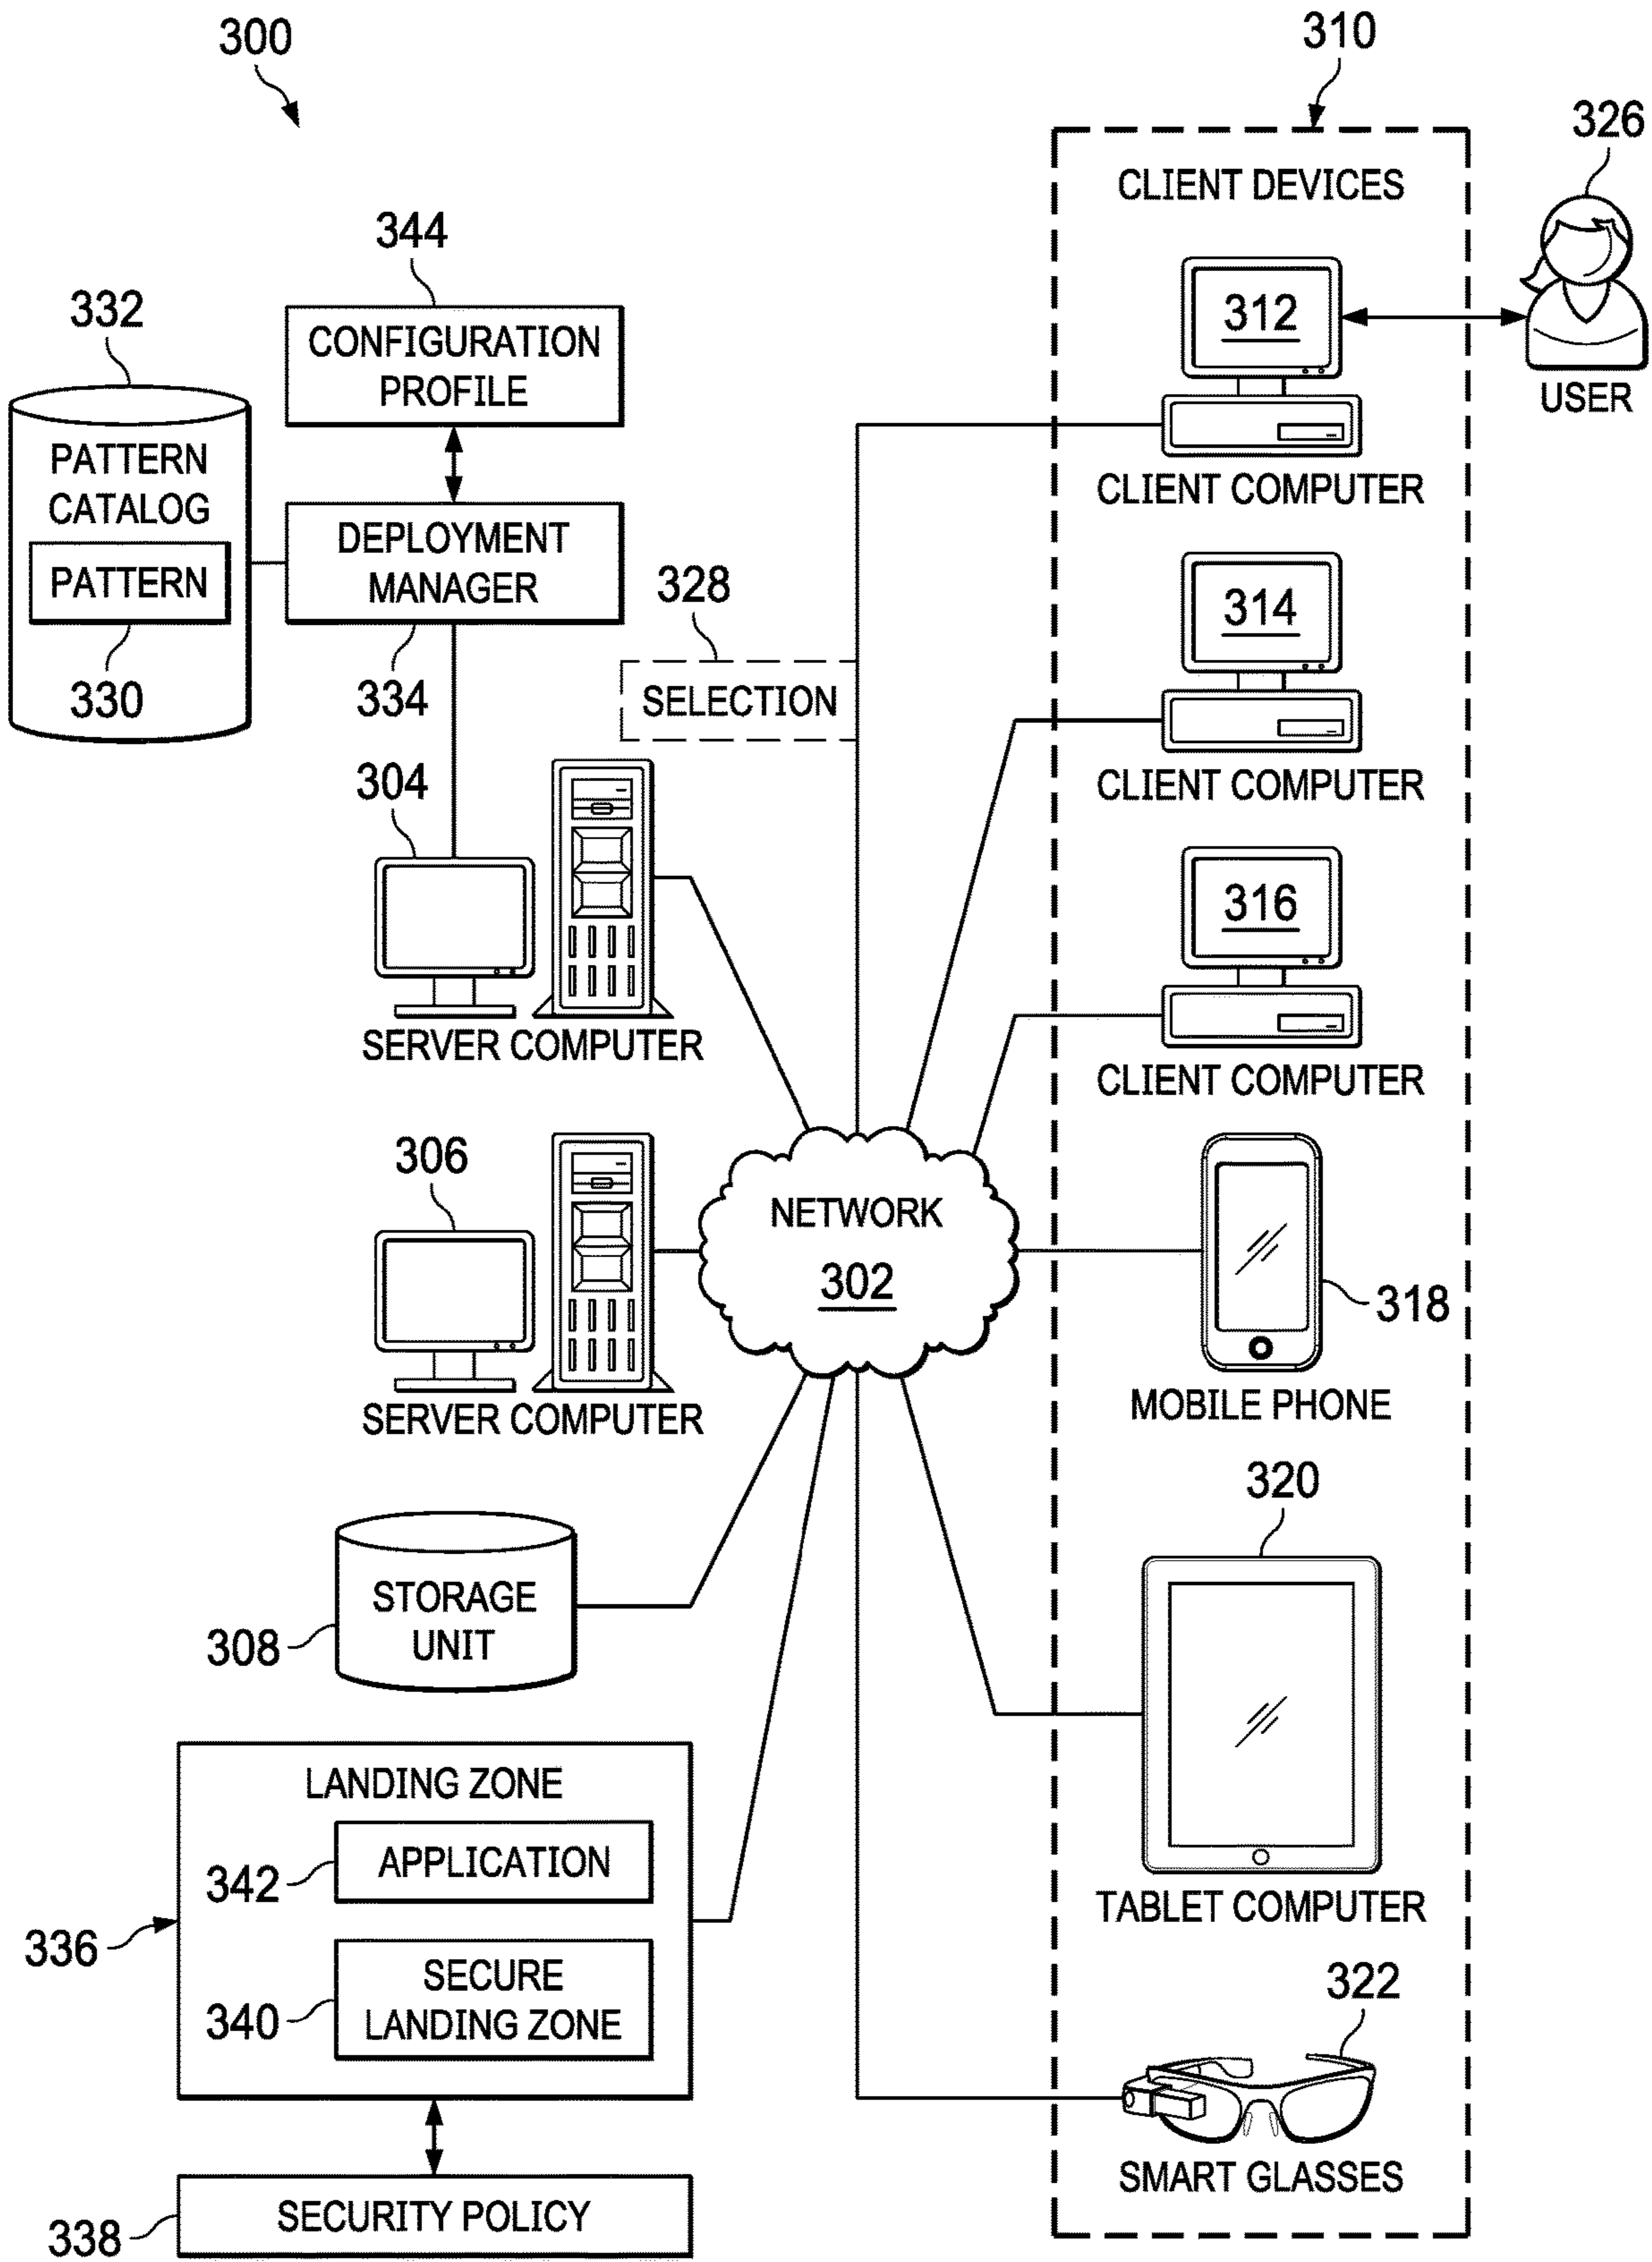 300
310
326
CLIENT DEVICES
344
332
CONFIGURATION
PROFILE
312
USER
PATTERN
CATALOG
CLIENT COMPUTER
DEPLOYMENT
MANAGER
PATTERN
328
314
330
334
SELECTION
304
CLIENT COMPUTER
316
SERVER COMPUTER
CLIENT COMPUTER
306
NETWORK
302
318
SERVER COMPUTER
MOBILE PHONE
320
STORAGE
UNIT
308
LANDING ZONE
APPLICATION
342
TABLET COMPUTER
336
SECURE
LANDING ZONE
340
322
SMART GLASSES
SECURITY POLICY
338